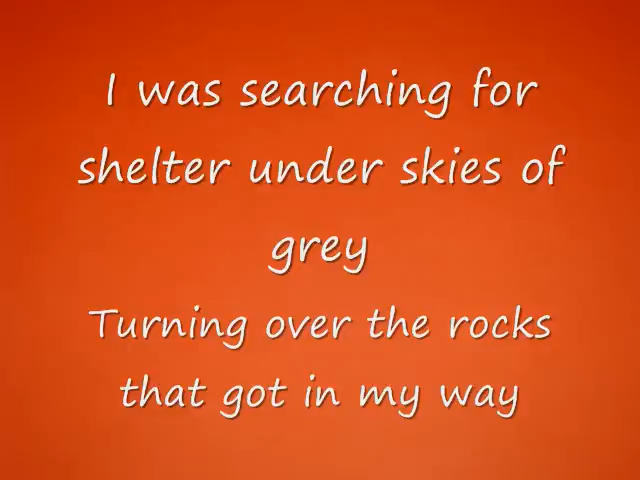 I was searching for
shelter under skies of
grey
Turning over the rocks
that got in my way